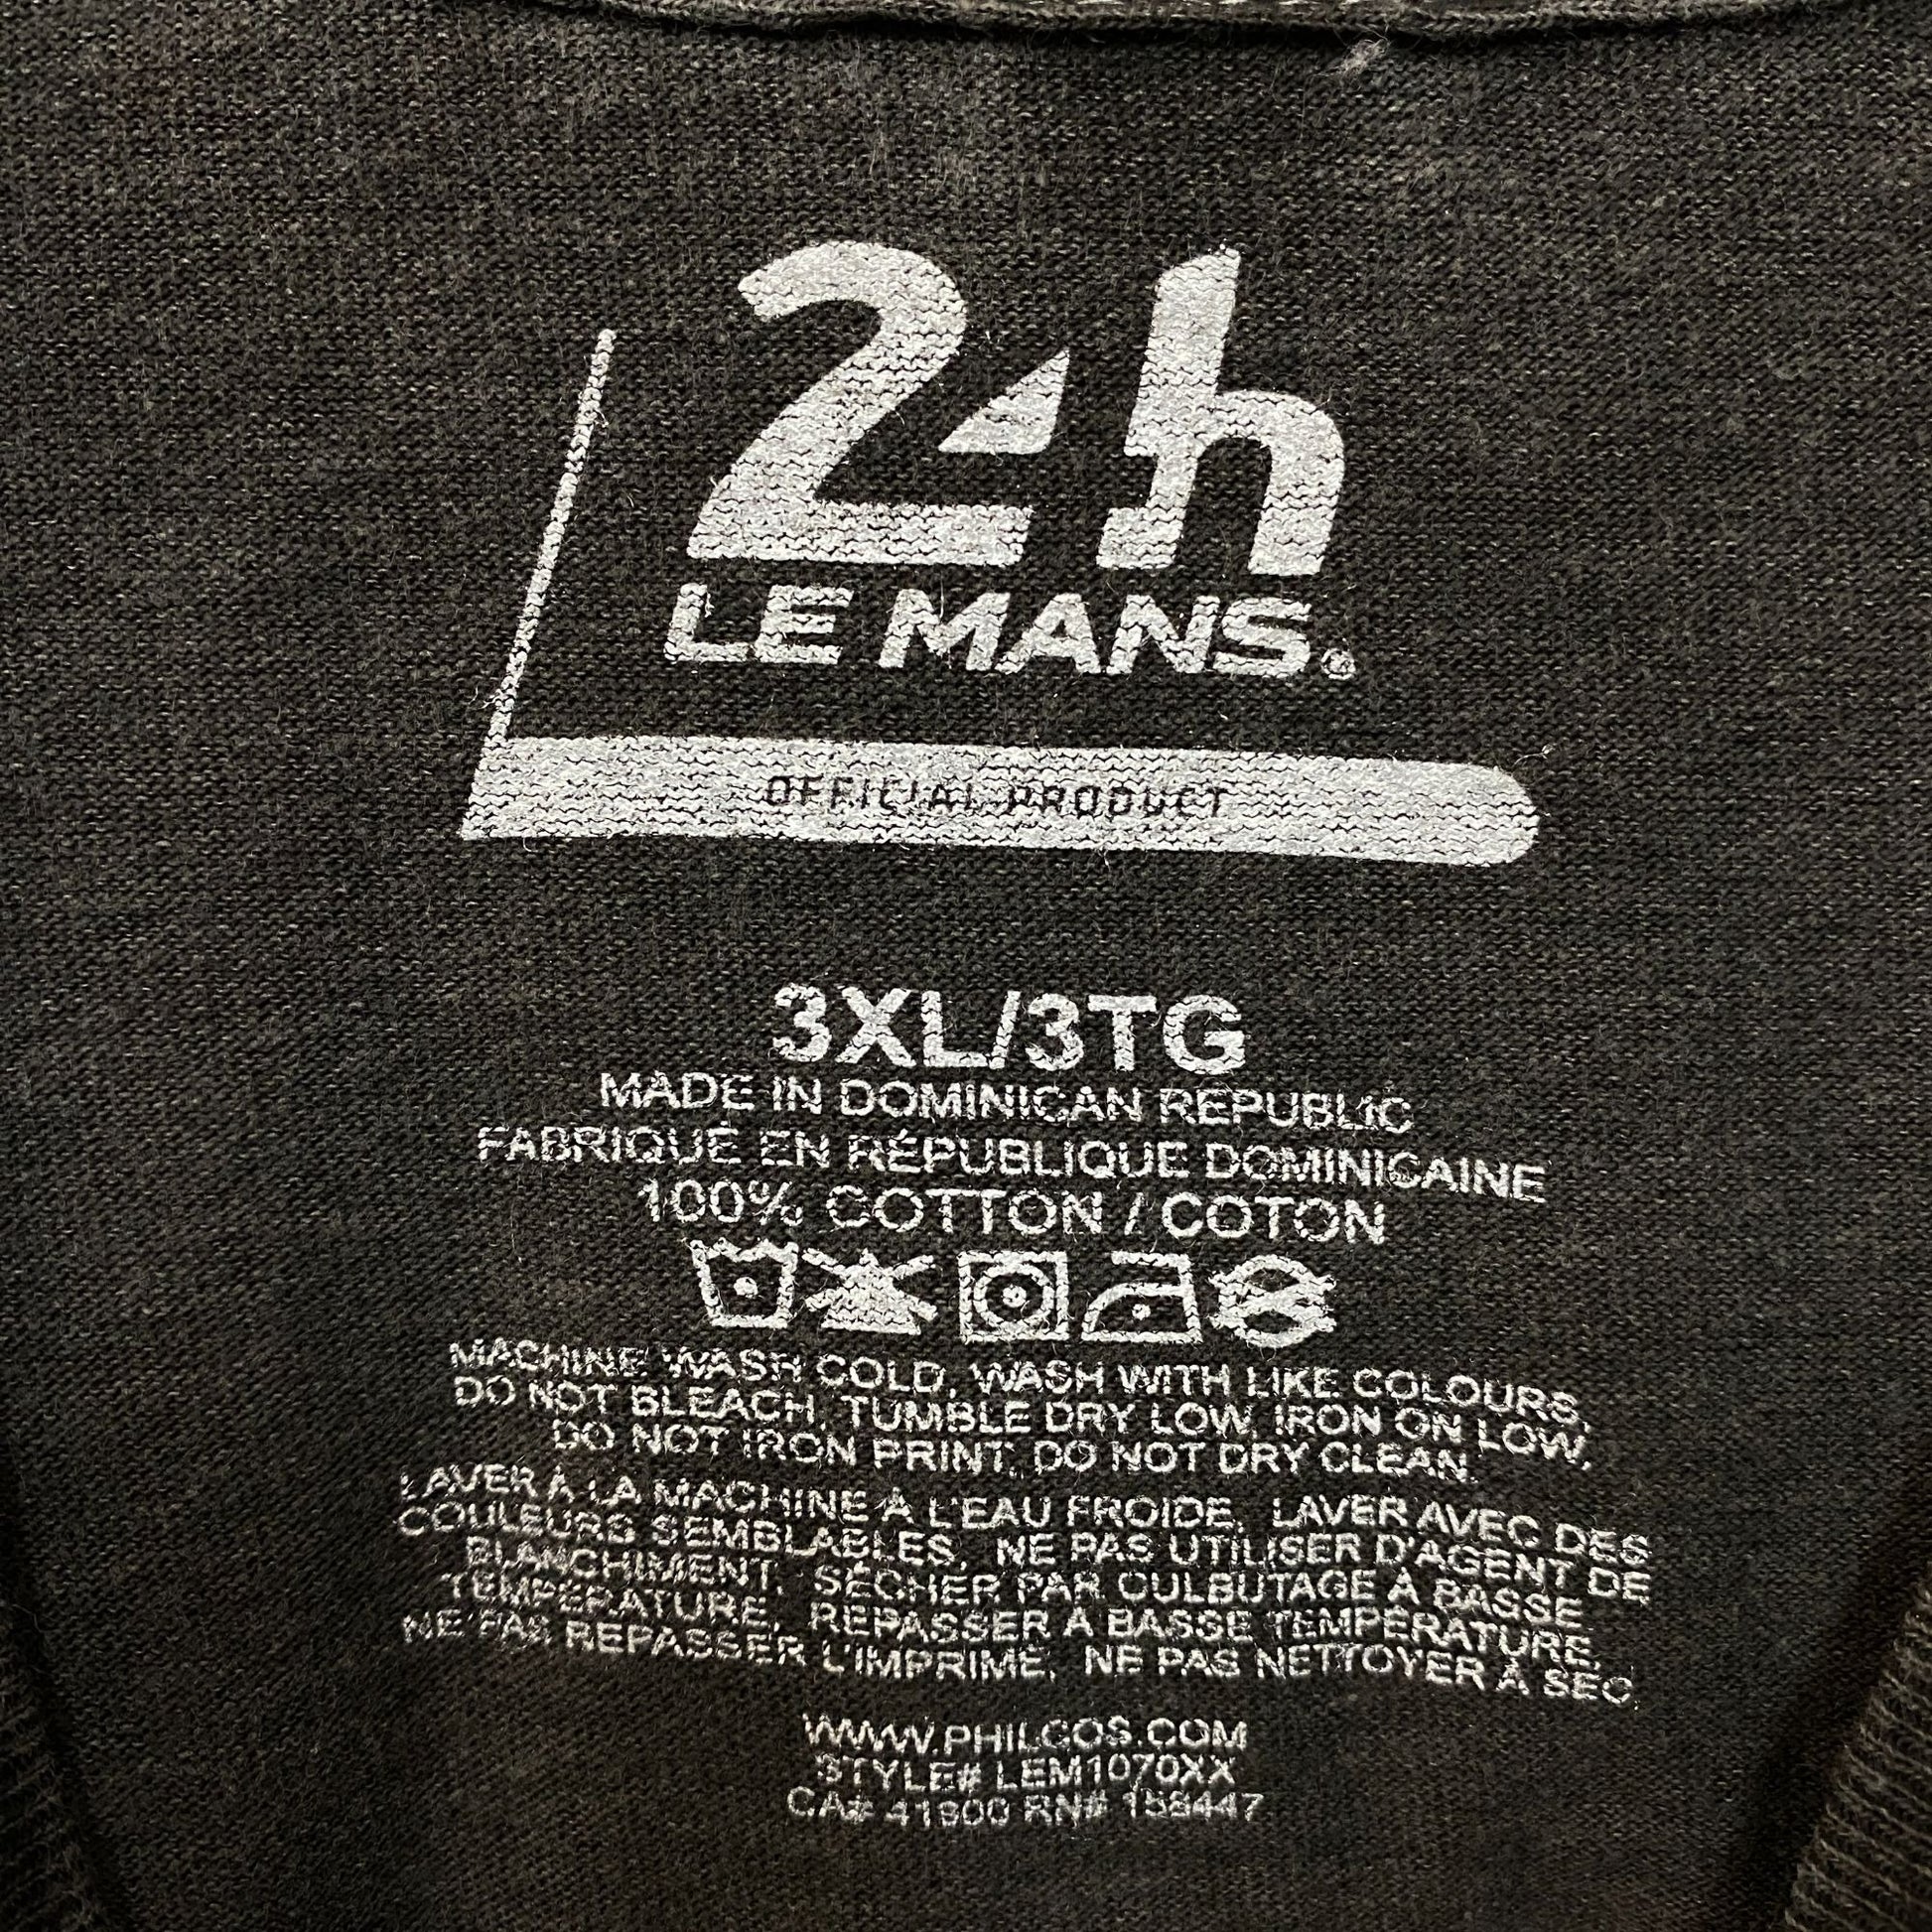 24h
LE MANS®
OFFICIAL PRODUCT
3XL/3TG
MADE IN DOMINICAN REPUBLIC
FABRIQUÉ EN RÉPUBLIQUE DOMINICAINE
100% COTTON / COTON
MACHINE WASH COLD, WASH WITH LIKE COLOURS,
DO NOT BLEACH, TUMBLE DRY LOW, IRON ON LOW,
DO NOT IRON PRINT, DO NOT DRY CLEAN.
LAVER À LA MACHINE À L'EAU FROIDE, LAVER AVEC DES
COULEURS SEMBLABLES, NE PAS UTILISER D'AGENT DE
BLANCHIMENT, SÉCHER PAR CULBUTAGE À BASSE
TEMPÉRATURE, REPASSER À BASSE TEMPÉRATURE,
NE PAS REPASSER L'IMPRIMÉ, NE PAS NETTOYER À SEC
WWW.PHILCOS.COM
STYLE# LEM1070XX
CA# 41900 RN# 158447